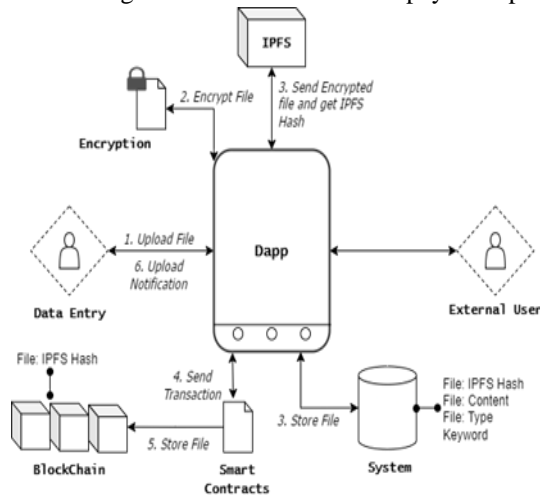 IPFS
2. Encrypt File
3. Send Encrypted
file and get IPFS
Hash
Encryption
Dapp
1. Upload File
6. Upload
Notification
Data Entry
External User
File: IPFS Hash
4. Send
Transaction
3. Store File
File: IPFS Hash
File: Content
File: Type
Keyword
5. Store File
BlockChain
Smart
Contracts
System